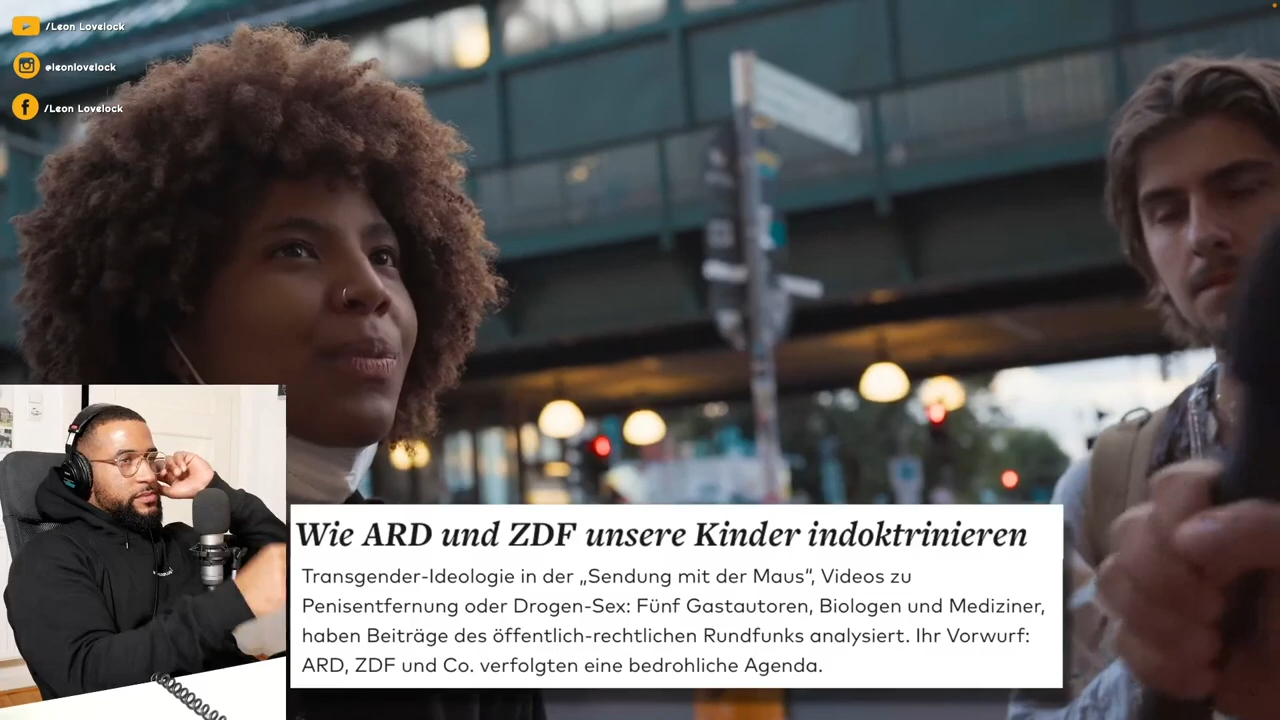 /Leon Lovelock
@leonlovelock
/Leon Lovelock
Wie ARD und ZDF unsere Kinder indoktrinieren
Transgender-Ideologie in der „Sendung mit der Maus“, Videos zu
Penisentfernung oder Drogen-Sex: Fünf Gastautoren, Biologen und Mediziner,
haben Beiträge des öffentlich-rechtlichen Rundfunks analysiert. Ihr Vorwurf:
ARD, ZDF und Co. verfolgten eine bedrohliche Agenda.